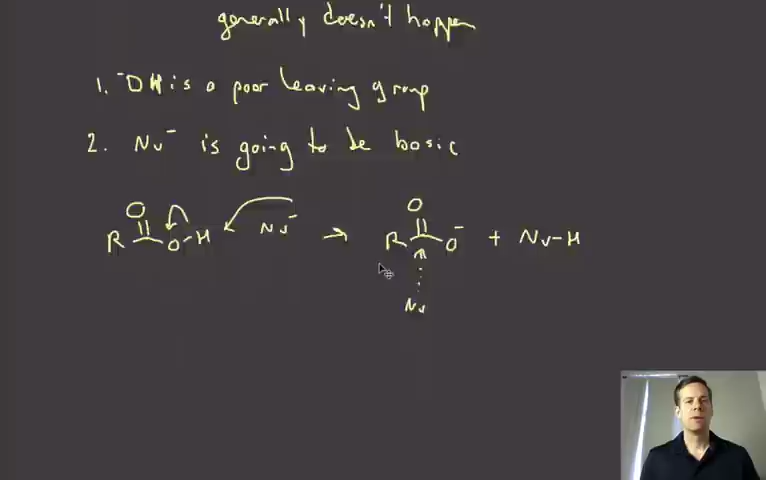 generally doesn't happen
1. ⁻OH is a poor leaving group
2. Nu⁻ is going to be basic
O O
R O-H Nu⁻ → R O⁻ + Nu-H
Nu